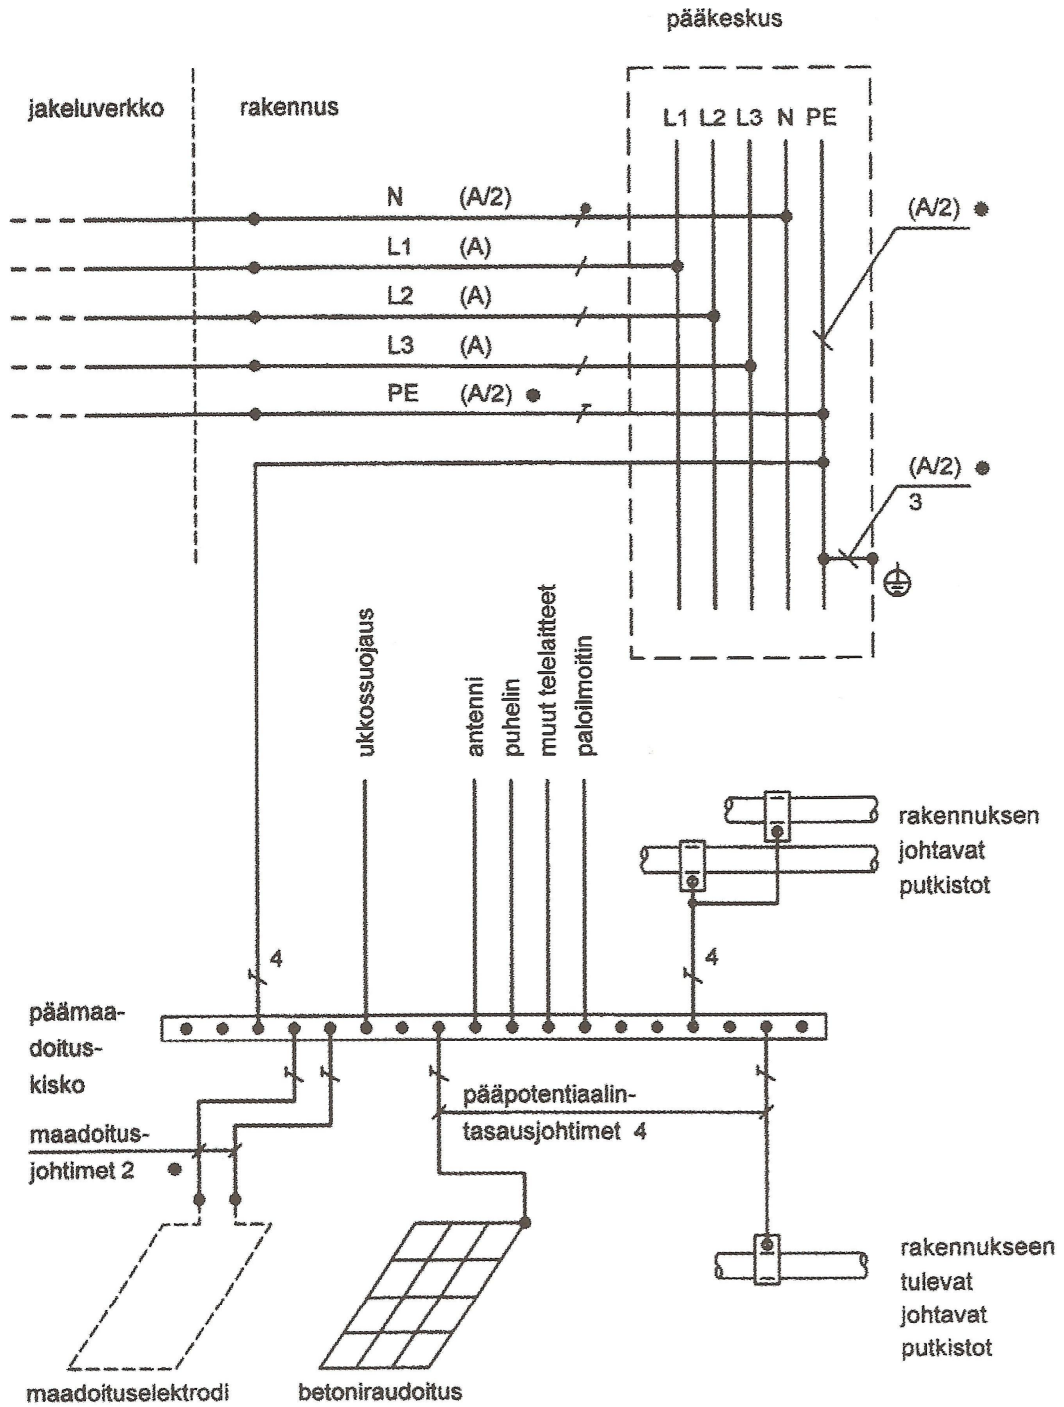 pääkeskus
jakeluverkko
rakennus
L1 L2 L3 N PE
N (A/2)
(A/2)
L1 (A)
L2 (A)
L3 (A)
PE (A/2)
(A/2)
3
ukkossuojaus
antenni
puhelin
muut telelaitteet
paloilmoitin
rakennuksen
johtavat
putkistot
4
4
päämaa-
doitus-
kisko
pääpotentiaalin-
tasausjohtimet 4
maadoitus-
johtimet 2
rakennukseen
tulevat
johtavat
putkistot
maadoituselektrodi
betoniraudoitus